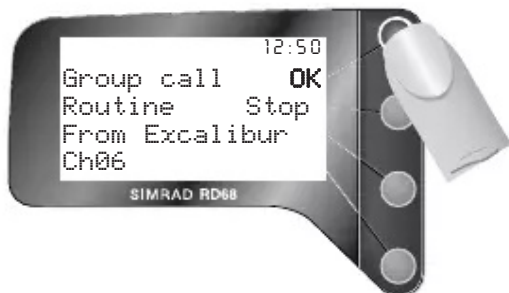 12:50
Group call OK
Routine Stop
From Excalibur
Ch06
SIMRAD RD68